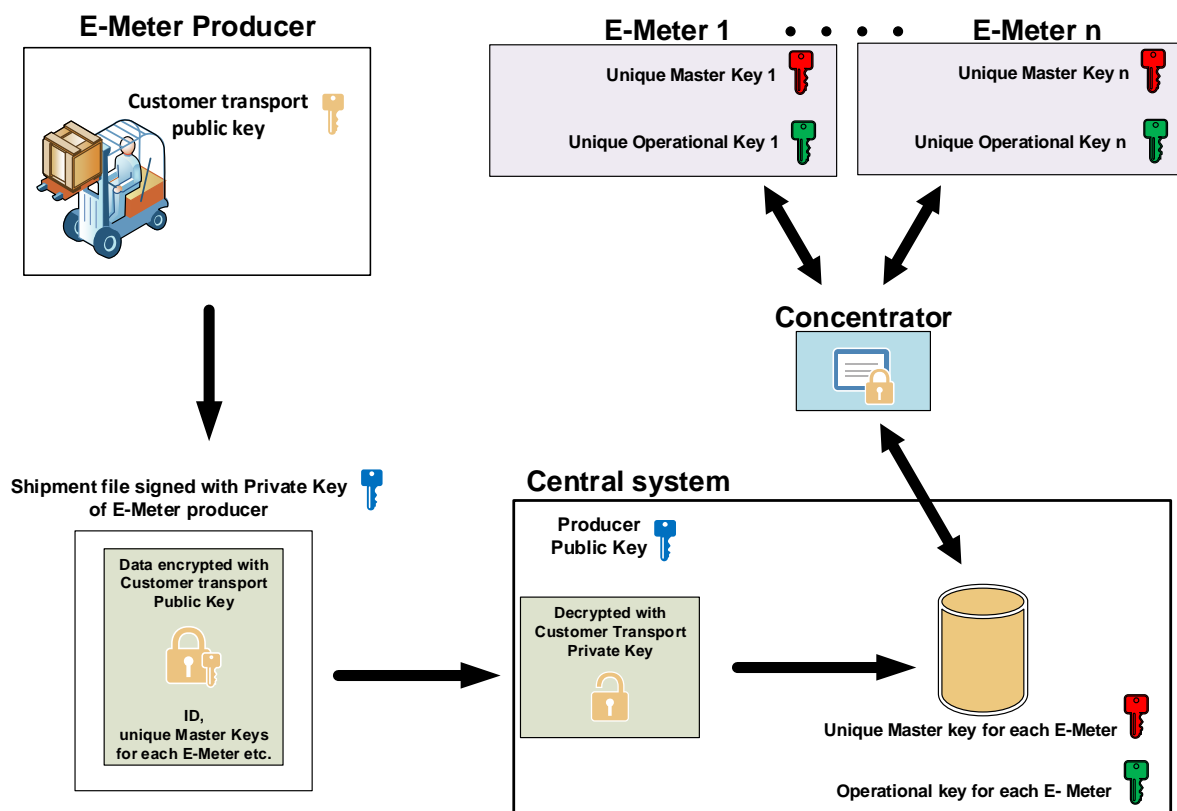 E-Meter Producer
Customer transport
public key
E-Meter 1
E-Meter n
Unique Master Key 1
Unique Operational Key 1
Unique Master Key n
Unique Operational Key n
Concentrator
Shipment file signed with Private Key
of E-Meter producer
Data encrypted with
Customer transport
Public Key
ID,
unique Master Keys
for each E-Meter etc.
Central system
Producer
Public Key
Decrypted with
Customer Transport
Private Key
Unique Master key for each E-Meter
Operational key for each E- Meter